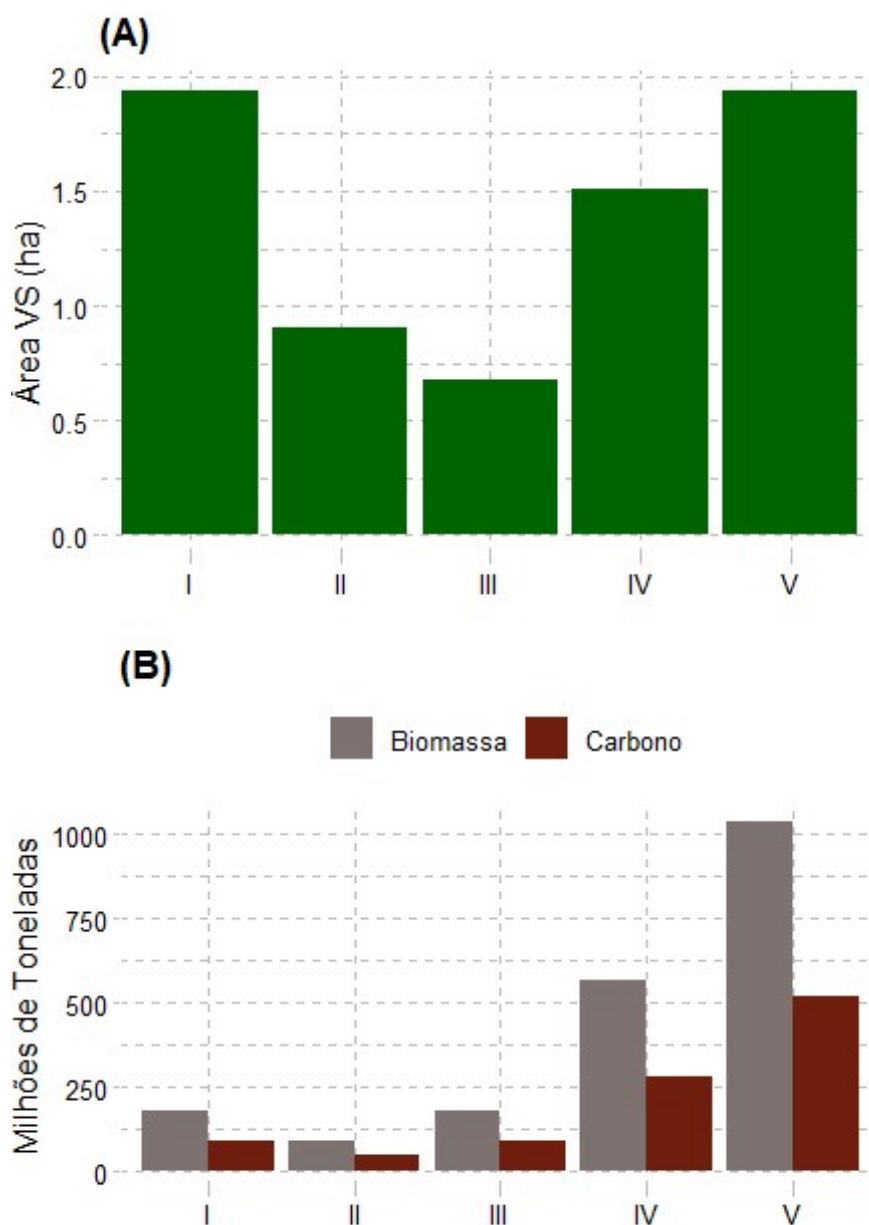 (A)
Área VS (ha)
2.0
1.5
1.0
0.5
0.0
I II III IV V
(B)
Biomassa Carbono
Milhões de Toneladas
1000
750
500
250
0
I II III IV V